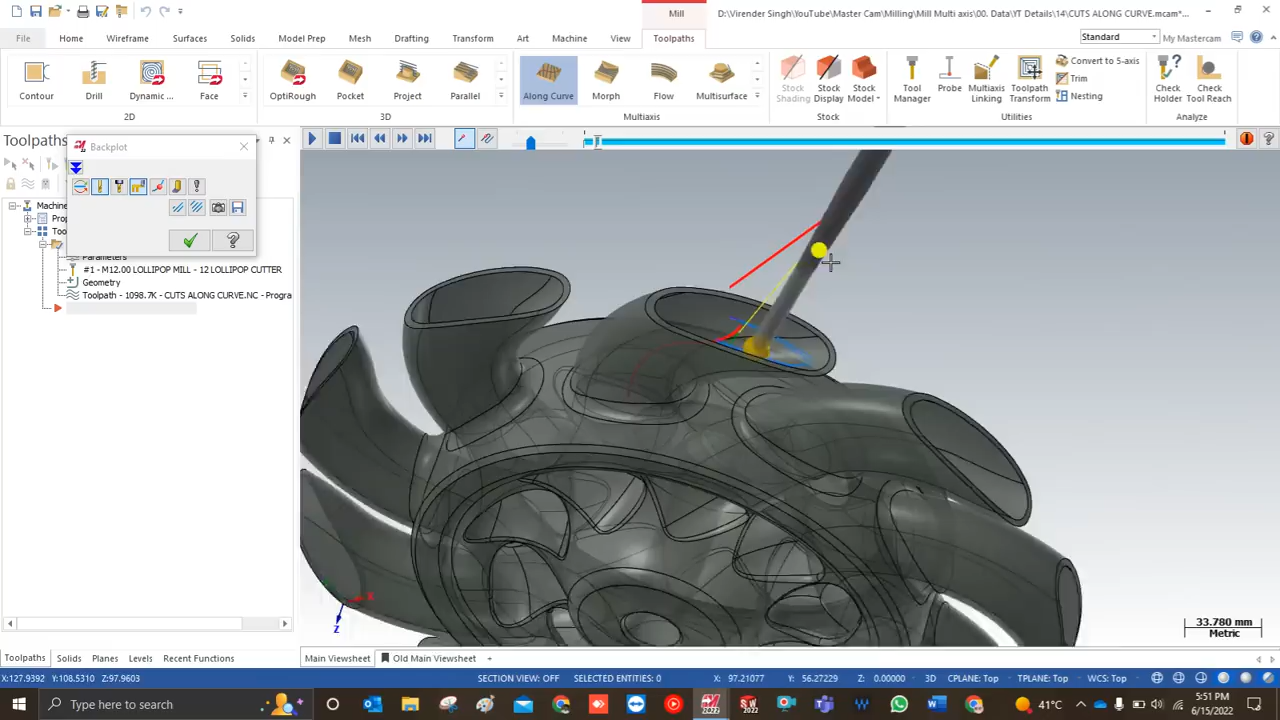 Mill
D:\Virender Singh\YouTube\Master Cam\Milling\Mill Multi axis\00. Data\YT Details\14\CUTS ALONG CURVE.mcam*...
File Home Wireframe Surfaces Solids Model Prep Mesh Drafting Transform Art Machine View Toolpaths
Standard My Mastercam
Contour Drill Dynamic ... Face
2D
OptiRough Pocket Project Parallel
3D
Along Curve Morph Flow Multisurface
Multiaxis
Stock Shading Stock Display Stock Model
Stock
Tool Manager Probe Multiaxis Linking Toolpath Transform
Convert to 5-axis
Trim
Nesting
Utilities
Check Holder Check Tool Reach
Analyze
Toolpaths
Backplot
Machine
Prop
Tool
Parameters
#1 - M12.00 LOLLIPOP MILL - 12 LOLLIPOP CUTTER
Geometry
Toolpath - 1098.7K - CUTS ALONG CURVE.NC - Progra
X
Z
33.780 mm
Metric
Toolpaths Solids Planes Levels Recent Functions
Main Viewsheet Old Main Viewsheet +
X:127.9392 Y:108.5310 Z:97.9603
SECTION VIEW: OFF SELECTED ENTITIES: 0 X: 97.21077 Y: 56.27229 Z: 0.00000 3D CPLANE: Top TPLANE: Top WCS: Top
Type here to search
2022
2022
41°C
ENG
5:51 PM
6/15/2022